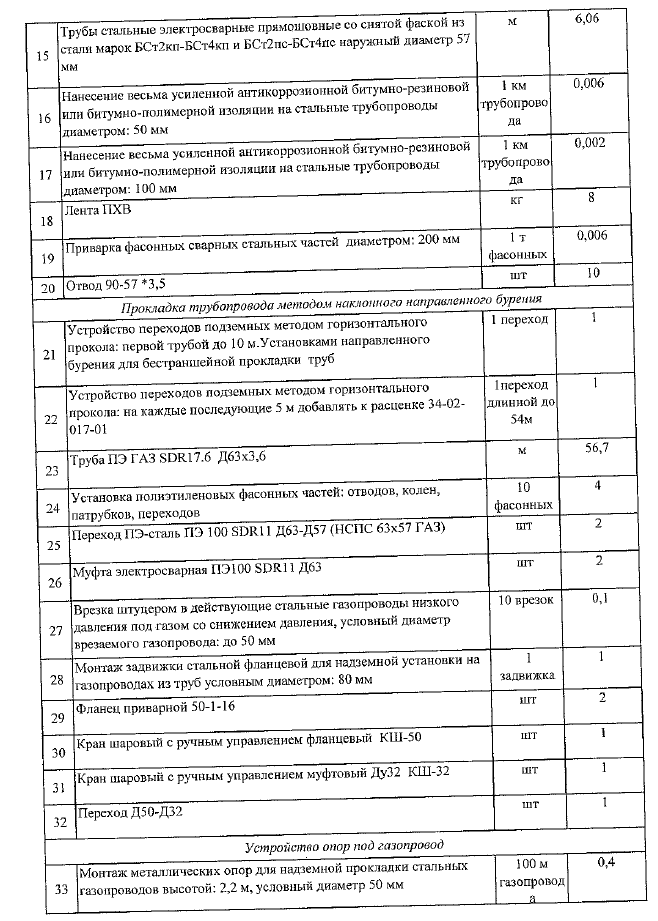 15 Трубы стальные электросварные прямошовные со снятой фаской из м 6,06
стали марок БСт2кп-БСт4кп и БСт2пс-БСт4пс наружный диаметр 57
мм
16 Нанесение весьма усиленной антикоррозионной битумно-резиновой 1 км 0,006
или битумно-полимерной изоляции на стальные трубопроводы трубопрово
диаметром: 50 мм да
17 Нанесение весьма усиленной антикоррозионной битумно-резиновой 1 км 0,002
или битумно-полимерной изоляции на стальные трубопроводы трубопрово
диаметром: 100 мм да
18 Лента ПХВ кг 8
19 Приварка фасонных сварных стальных частей диаметром: 200 мм 1 т 0,006
фасонных
20 Отвод 90-57 *3,5 шт 10
Прокладка трубопровода методом наклонного направленного бурения
21 Устройство переходов подземных методом горизонтального 1 переход 1
прокола: первой трубой до 10 м.Установками направленного
бурения для бестраншейной прокладки труб
22 Устройство переходов подземных методом горизонтального 1переход 1
прокола: на каждые последующие 5 м добавлять к расценке 34-02- длинной до
017-01 54м
23 Труба ПЭ ГАЗ SDR17.6 Д63х3,6 м 56,7
24 Установка полиэтиленовых фасонных частей: отводов, колен, 10 4
патрубков, переходов фасонных
25 Переход ПЭ-сталь ПЭ 100 SDR11 Д63-Д57 (НСПС 63х57 ГАЗ) шт 2
26 Муфта электросварная ПЭ100 SDR11 Д63 шт 2
27 Врезка штуцером в действующие стальные газопроводы низкого 10 врезок 0,1
давления под газом со снижением давления, условный диаметр
врезаемого газопровода: до 50 мм
28 Монтаж задвижки стальной фланцевой для надземной установки на 1 1
газопроводах из труб условным диаметром: 80 мм задвижка
29 Фланец приварной 50-1-16 шт 2
30 Кран шаровый с ручным управлением фланцевый КШ-50 шт 1
31 Кран шаровый с ручным управлением муфтовый Ду32 КШ-32 шт 1
32 Переход Д50-Д32 шт 1
Устройство опор под газопровод
33 Монтаж металлических опор для надземной прокладки стальных 100 м 0,4
газопроводов высотой: 2,2 м, условный диаметр 50 мм газопровод
а